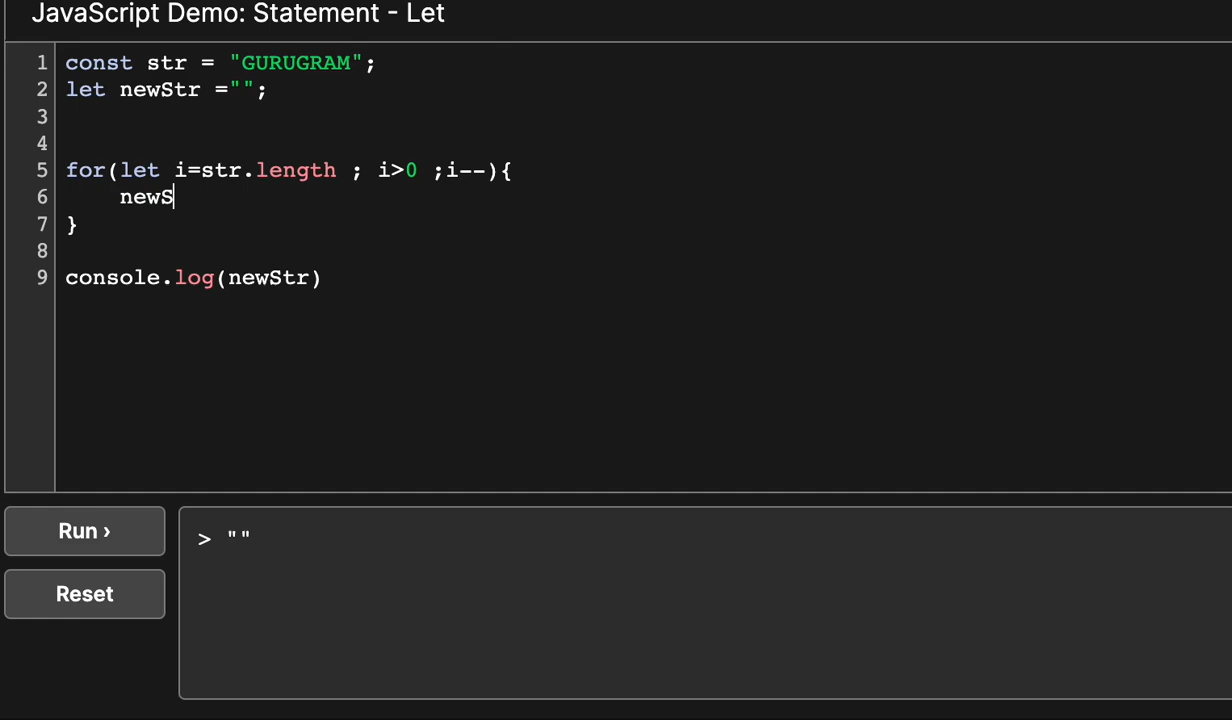 JavaScript Demo: Statement - Let
1 const str = "GURUGRAM";
2 let newStr ="";
3
4
5 for(let i=str.length ; i>0 ;i--){
6     newS
7 }
8
9 console.log(newStr)
Run ›
> ""
Reset